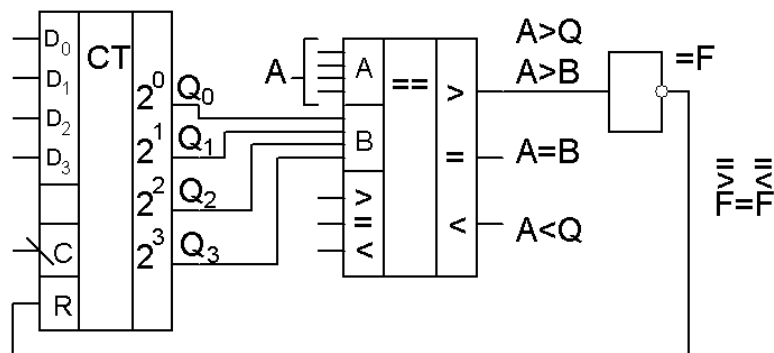 D0
D1
D2
D3
C
R
CT
2^0
2^1
2^2
2^3
Q0
Q1
Q2
Q3
A
A
B
>
=
<
==
>
=
<
A>Q
A>B
A=B
A<Q
=F
= =
> <
F=F